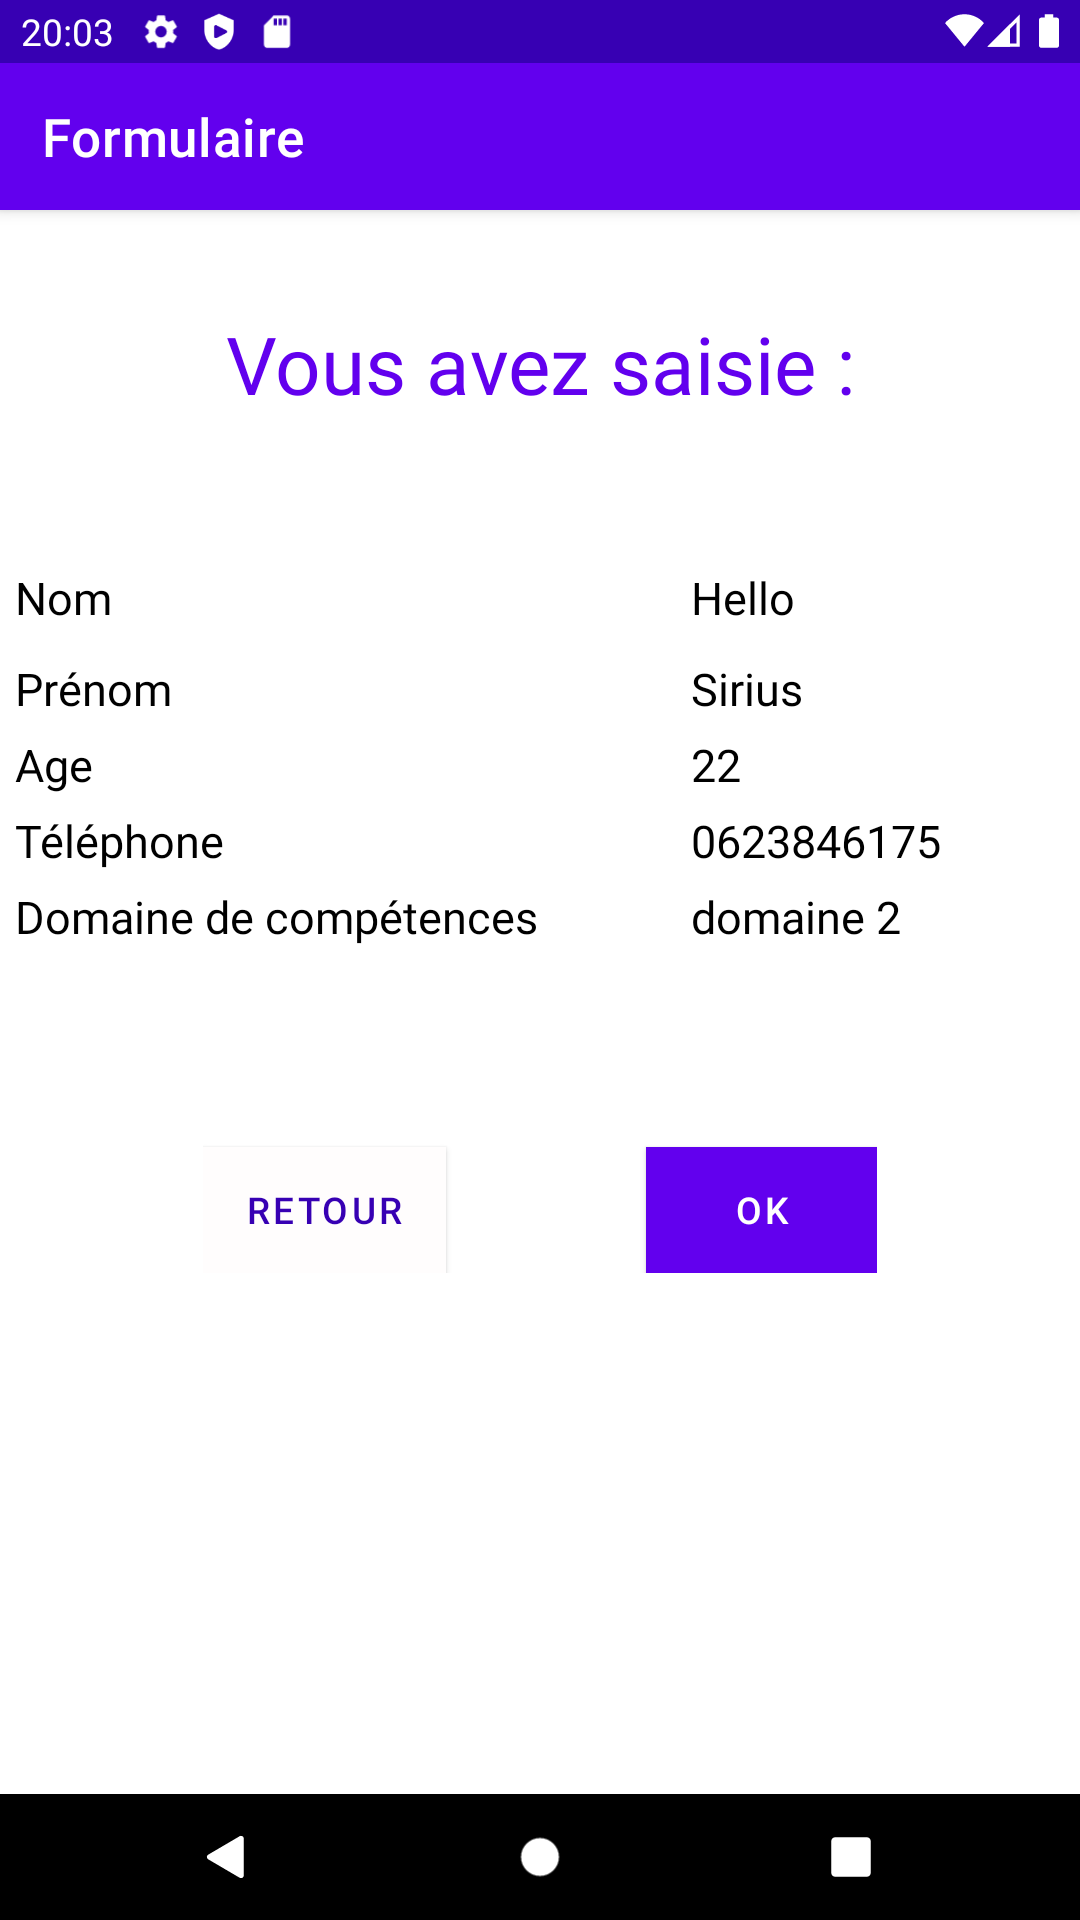 20:03
Formulaire
Vous avez saisie :
Nom Hello
Prénom Sirius
Age 22
Téléphone 0623846175
Domaine de compétences domaine 2
RETOUR OK